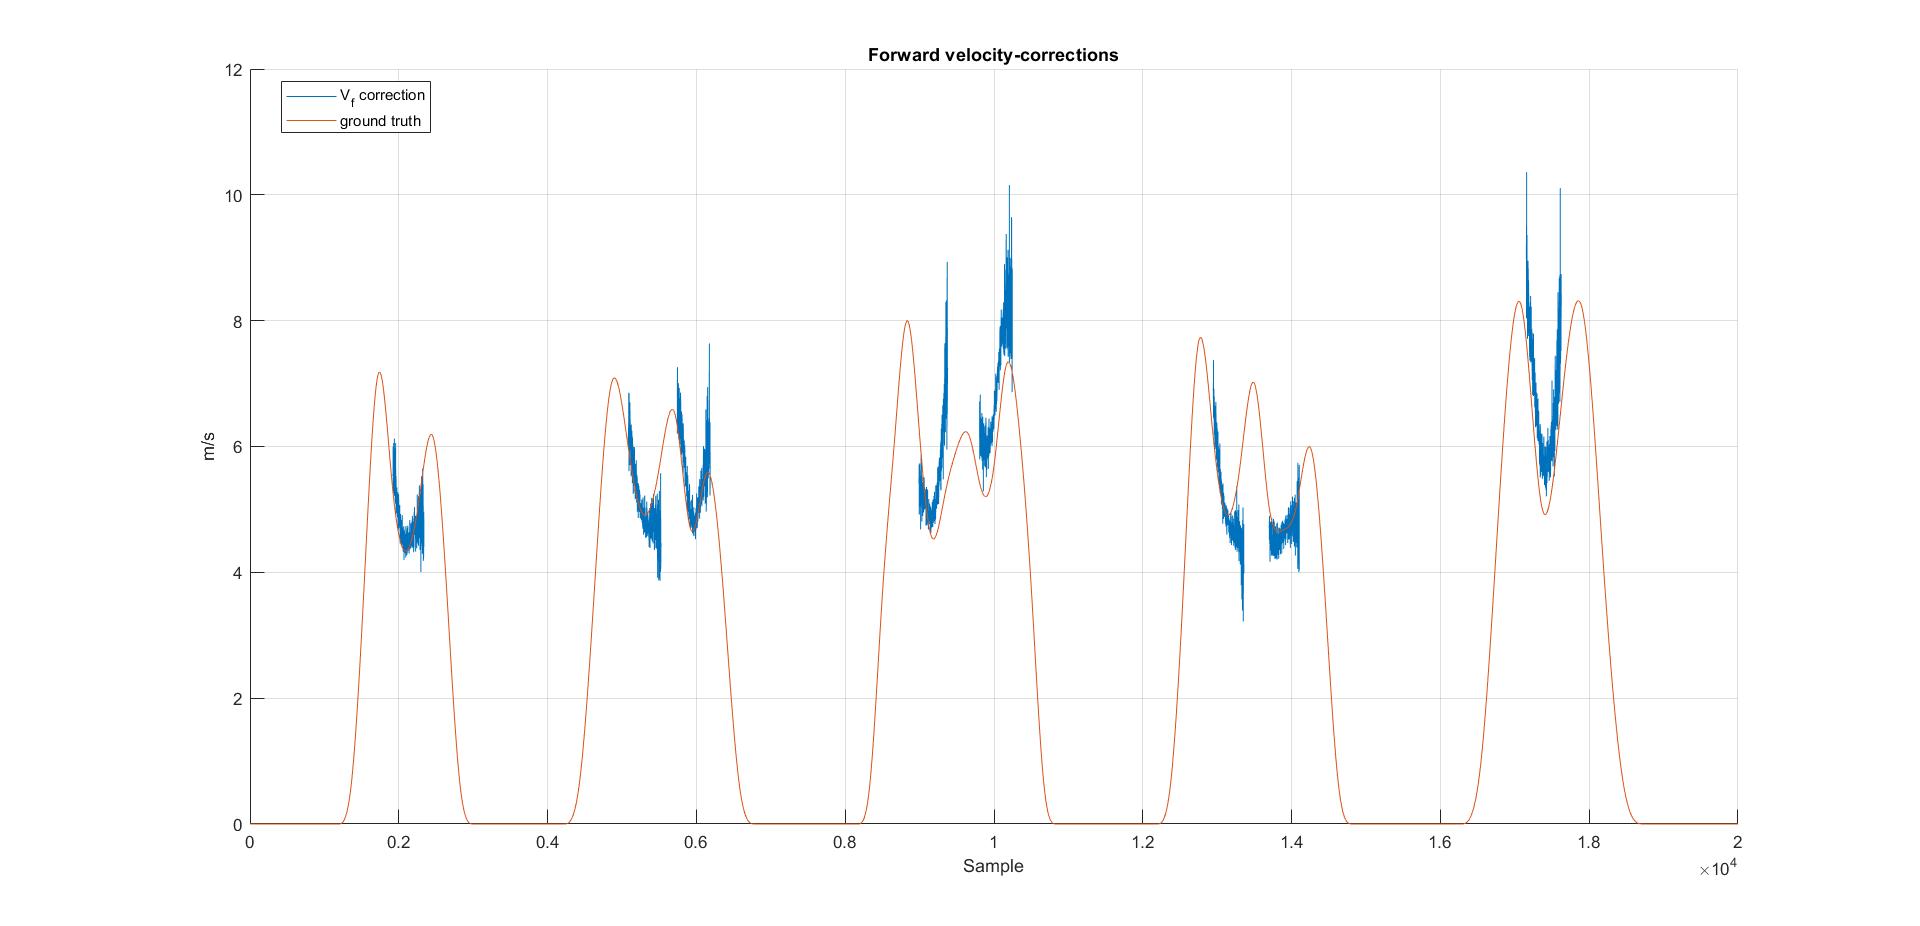 Forward velocity-corrections
12
10
8
6
4
2
0
m/s
V_f correction
ground truth
0 0.2 0.4 0.6 0.8 1 1.2 1.4 1.6 1.8 2
Sample
×10^4